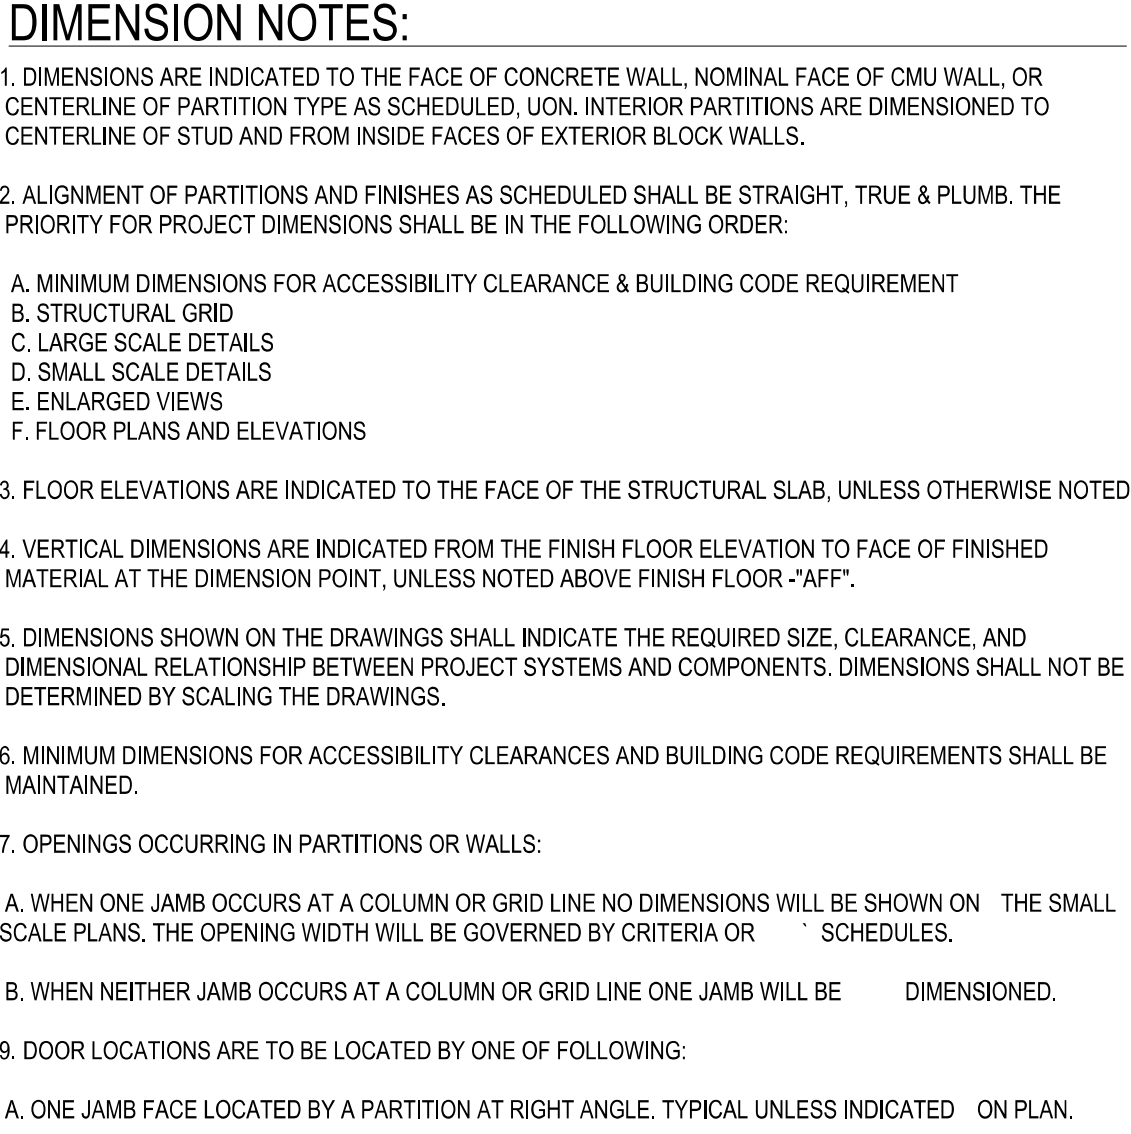 DIMENSION NOTES:
1. DIMENSIONS ARE INDICATED TO THE FACE OF CONCRETE WALL, NOMINAL FACE OF CMU WALL, OR
CENTERLINE OF PARTITION TYPE AS SCHEDULED, UON. INTERIOR PARTITIONS ARE DIMENSIONED TO
CENTERLINE OF STUD AND FROM INSIDE FACES OF EXTERIOR BLOCK WALLS.
2. ALIGNMENT OF PARTITIONS AND FINISHES AS SCHEDULED SHALL BE STRAIGHT, TRUE & PLUMB. THE
PRIORITY FOR PROJECT DIMENSIONS SHALL BE IN THE FOLLOWING ORDER:
A. MINIMUM DIMENSIONS FOR ACCESSIBILITY CLEARANCE & BUILDING CODE REQUIREMENT
B. STRUCTURAL GRID
C. LARGE SCALE DETAILS
D. SMALL SCALE DETAILS
E. ENLARGED VIEWS
F. FLOOR PLANS AND ELEVATIONS
3. FLOOR ELEVATIONS ARE INDICATED TO THE FACE OF THE STRUCTURAL SLAB, UNLESS OTHERWISE NOTED
4. VERTICAL DIMENSIONS ARE INDICATED FROM THE FINISH FLOOR ELEVATION TO FACE OF FINISHED
MATERIAL AT THE DIMENSION POINT, UNLESS NOTED ABOVE FINISH FLOOR -"AFF".
5. DIMENSIONS SHOWN ON THE DRAWINGS SHALL INDICATE THE REQUIRED SIZE, CLEARANCE, AND
DIMENSIONAL RELATIONSHIP BETWEEN PROJECT SYSTEMS AND COMPONENTS. DIMENSIONS SHALL NOT BE
DETERMINED BY SCALING THE DRAWINGS.
6. MINIMUM DIMENSIONS FOR ACCESSIBILITY CLEARANCES AND BUILDING CODE REQUIREMENTS SHALL BE
MAINTAINED.
7. OPENINGS OCCURRING IN PARTITIONS OR WALLS:
A. WHEN ONE JAMB OCCURS AT A COLUMN OR GRID LINE NO DIMENSIONS WILL BE SHOWN ON THE SMALL
SCALE PLANS. THE OPENING WIDTH WILL BE GOVERNED BY CRITERIA OR ` SCHEDULES.
B. WHEN NEITHER JAMB OCCURS AT A COLUMN OR GRID LINE ONE JAMB WILL BE DIMENSIONED.
9. DOOR LOCATIONS ARE TO BE LOCATED BY ONE OF FOLLOWING:
A. ONE JAMB FACE LOCATED BY A PARTITION AT RIGHT ANGLE. TYPICAL UNLESS INDICATED ON PLAN.